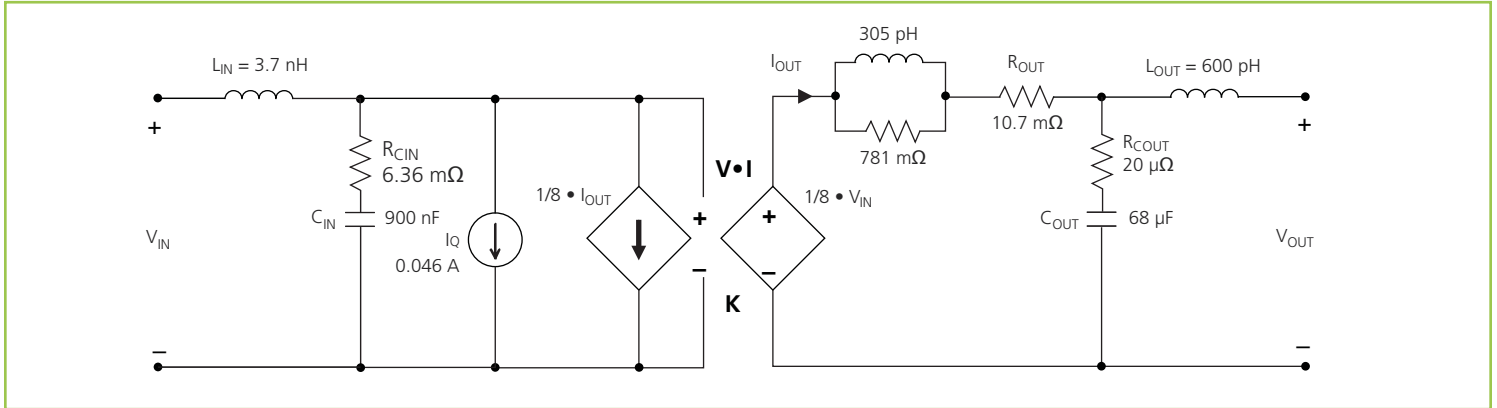 L_IN = 3.7 nH
+
R_CIN
6.36 mΩ
C_IN 900 nF
V_IN
I_Q
0.046 A
1/8 • I_OUT
−
V•I
+
−
K
1/8 • V_IN
+
−
I_OUT
305 pH
781 mΩ
R_OUT
10.7 mΩ
L_OUT = 600 pH
+
R_COUT
20 µΩ
C_OUT 68 µF
V_OUT
−